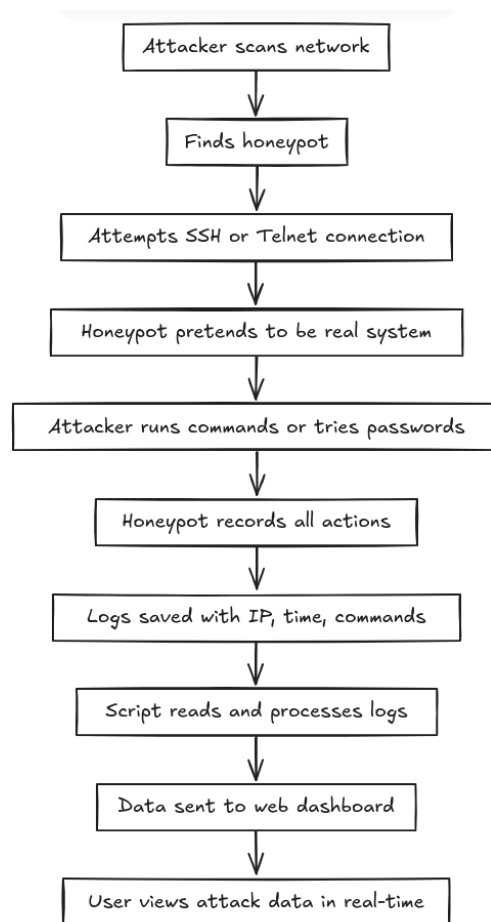 Attacker scans network
Finds honeypot
Attempts SSH or Telnet connection
Honeypot pretends to be real system
Attacker runs commands or tries passwords
Honeypot records all actions
Logs saved with IP, time, commands
Script reads and processes logs
Data sent to web dashboard
User views attack data in real-time